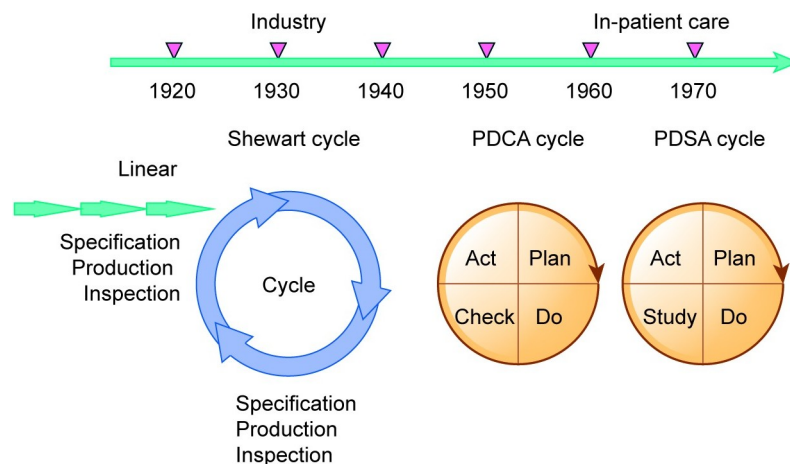 Industry
In-patient care
1920
1930
1940
1950
1960
1970
Shewart cycle
PDCA cycle
PDSA cycle
Linear
Specification
Production
Inspection
Cycle
Specification
Production
Inspection
Act
Plan
Check
Do
Act
Plan
Study
Do